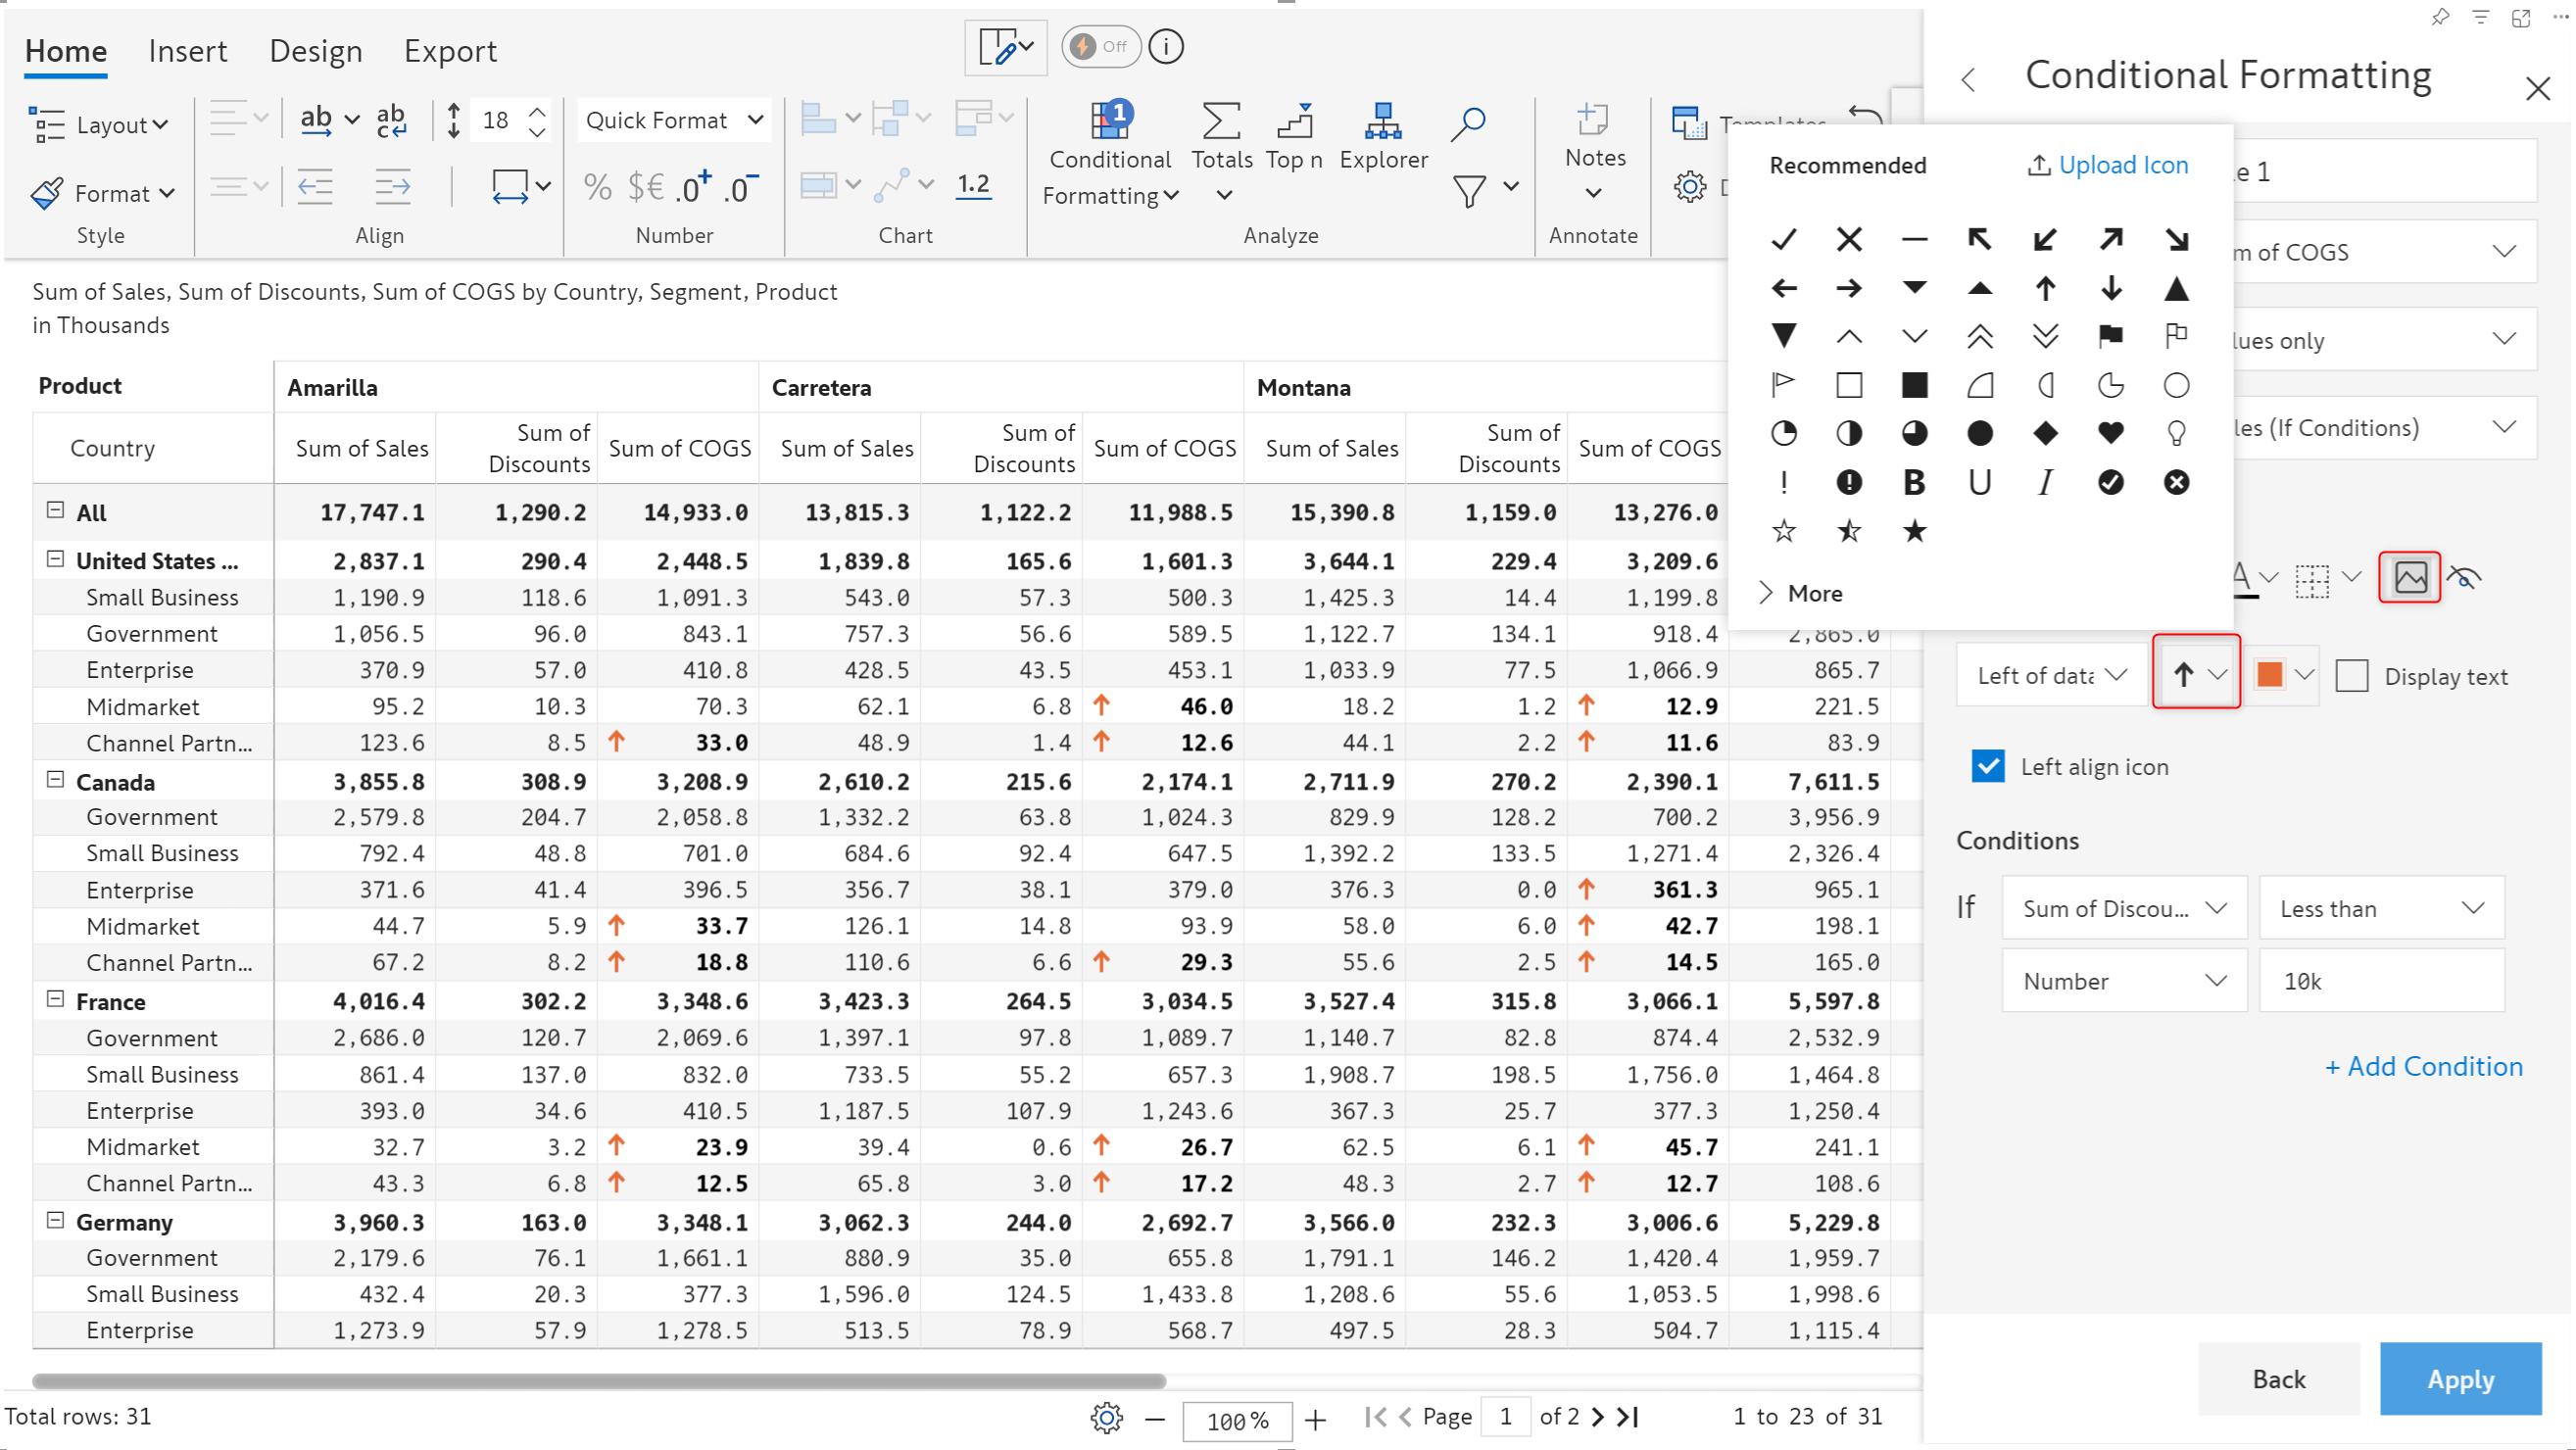 Home Insert Design Export
Off
Layout
Format
Style
ab
ab
c
18
Align
Quick Format
% $€ .0+ .0-
Number
1.2
Chart
1
Conditional
Formatting
Totals
Top n
Explorer
Analyze
Notes
Annotate
Sum of Sales, Sum of Discounts, Sum of COGS by Country, Segment, Product
in Thousands
Product Amarilla Carretera Montana
Country Sum of Sales Sum of Discounts Sum of COGS Sum of Sales Sum of Discounts Sum of COGS Sum of Sales Sum of Discounts Sum of COGS
All 17,747.1 1,290.2 14,933.0 13,815.3 1,122.2 11,988.5 15,390.8 1,159.0 13,276.0
United States ... 2,837.1 290.4 2,448.5 1,839.8 165.6 1,601.3 3,644.1 229.4 3,209.6
Small Business 1,190.9 118.6 1,091.3 543.0 57.3 500.3 1,425.3 14.4 1,199.8
Government 1,056.5 96.0 843.1 757.3 56.6 589.5 1,122.7 134.1 918.4 2,865.0
Enterprise 370.9 57.0 410.8 428.5 43.5 453.1 1,033.9 77.5 1,066.9 865.7
Midmarket 95.2 10.3 70.3 62.1 6.8 46.0 18.2 1.2 12.9 221.5
Channel Partn... 123.6 8.5 33.0 48.9 1.4 12.6 44.1 2.2 11.6 83.9
Canada 3,855.8 308.9 3,208.9 2,610.2 215.6 2,174.1 2,711.9 270.2 2,390.1 7,611.5
Government 2,579.8 204.7 2,058.8 1,332.2 63.8 1,024.3 829.9 128.2 700.2 3,956.9
Small Business 792.4 48.8 701.0 684.6 92.4 647.5 1,392.2 133.5 1,271.4 2,326.4
Enterprise 371.6 41.4 396.5 356.7 38.1 379.0 376.3 0.0 361.3 965.1
Midmarket 44.7 5.9 33.7 126.1 14.8 93.9 58.0 6.0 42.7 198.1
Channel Partn... 67.2 8.2 18.8 110.6 6.6 29.3 55.6 2.5 14.5 165.0
France 4,016.4 302.2 3,348.6 3,423.3 264.5 3,034.5 3,527.4 315.8 3,066.1 5,597.8
Government 2,686.0 120.7 2,069.6 1,397.1 97.8 1,089.7 1,140.7 82.8 874.4 2,532.9
Small Business 861.4 137.0 832.0 733.5 55.2 657.3 1,908.7 198.5 1,756.0 1,464.8
Enterprise 393.0 34.6 410.5 1,187.5 107.9 1,243.6 367.3 25.7 377.3 1,250.4
Midmarket 32.7 3.2 23.9 39.4 0.6 26.7 62.5 6.1 45.7 241.1
Channel Partn... 43.3 6.8 12.5 65.8 3.0 17.2 48.3 2.7 12.7 108.6
Germany 3,960.3 163.0 3,348.1 3,062.3 244.0 2,692.7 3,566.0 232.3 3,006.6 5,229.8
Government 2,179.6 76.1 1,661.1 880.9 35.0 655.8 1,791.1 146.2 1,420.4 1,959.7
Small Business 432.4 20.3 377.3 1,596.0 124.5 1,433.8 1,208.6 55.6 1,053.5 1,998.6
Enterprise 1,273.9 57.9 1,278.5 513.5 78.9 568.7 497.5 28.3 504.7 1,115.4
Total rows: 31
100%
Page 1 of 2
1 to 23 of 31
Conditional Formatting
Recommended Upload Icon
! B U I
More
e 1
m of COGS
lues only
les (If Conditions)
A
Left of data
Display text
Left align icon
Conditions
If Sum of Discou... Less than
Number 10k
+ Add Condition
Back Apply